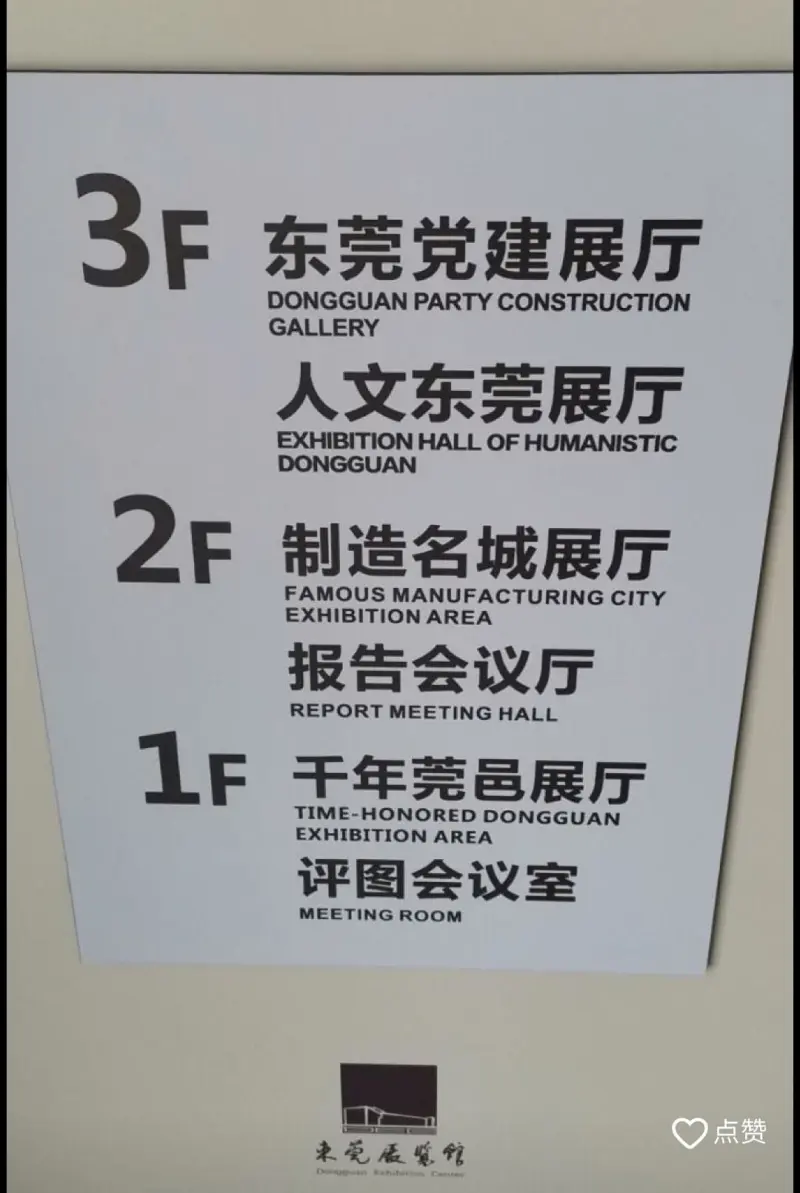 3F 东莞党建展厅
DONGGUAN PARTY CONSTRUCTION
GALLERY
人文东莞展厅
EXHIBITION HALL OF HUMANISTIC
DONGGUAN
2F 制造名城展厅
FAMOUS MANUFACTURING CITY
EXHIBITION AREA
报告会议厅
REPORT MEETING HALL
1F 千年莞邑展厅
TIME-HONORED DONGGUAN
EXHIBITION AREA
评图会议室
MEETING ROOM
东莞展览馆
Dongguan Exhibition Center
点赞